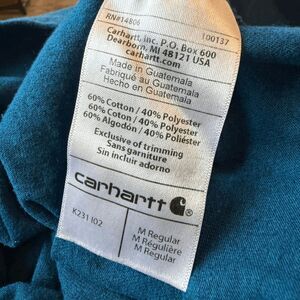 RN#14806 100137
Carhartt, Inc. P.O. Box 600
Dearborn, MI 48121 USA
carhartt.com
Made in Guatemala
Fabriqué au Guatemala
Hecho en Guatemala
60% Cotton / 40% Polyester
60% Coton / 40% Polyester
60% Algodón / 40% Poliéster
Exclusive of trimming
Sans garniture
Sin incluir adorno
carhartt
K231 I02
M Regular
M Régulière
M Regular